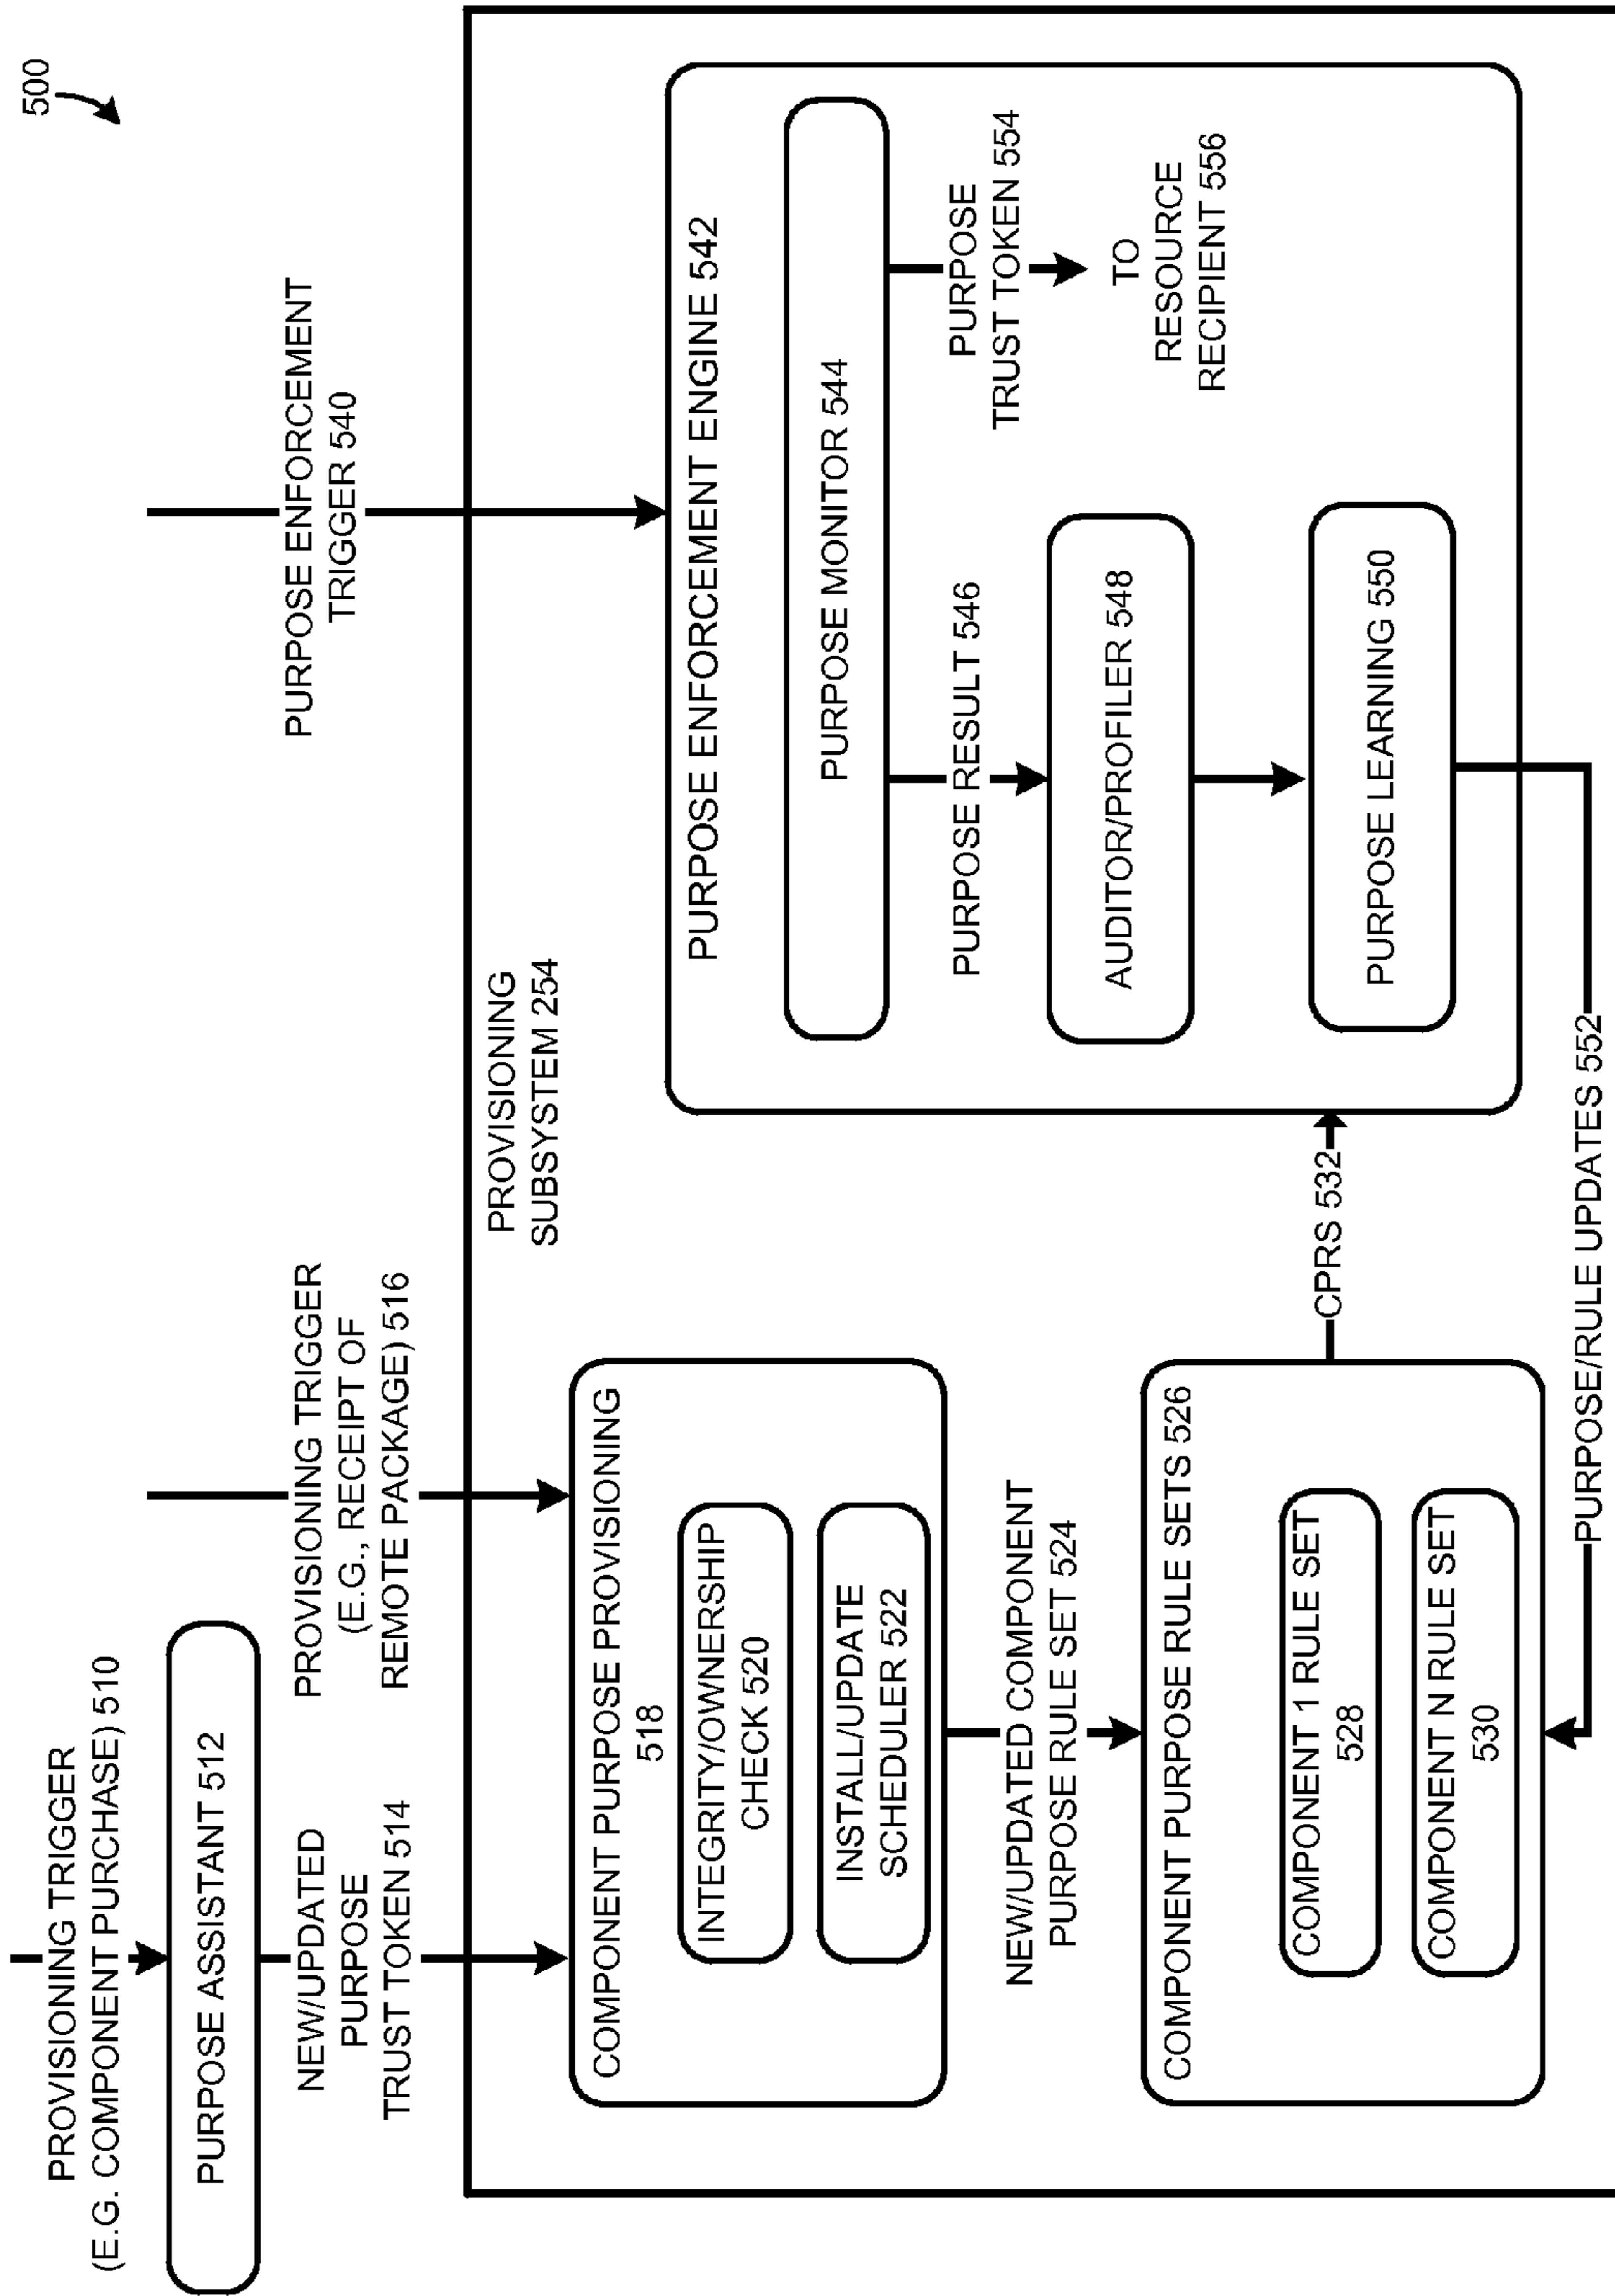 500
PROVISIONING TRIGGER
(E.G. COMPONENT PURCHASE) 510
PURPOSE ASSISTANT 512
NEW/UPDATED
PURPOSE
TRUST TOKEN 514
PROVISIONING TRIGGER
(E.G., RECEIPT OF
REMOTE PACKAGE) 516
PURPOSE ENFORCEMENT
TRIGGER 540
PROVISIONING
SUBSYSTEM 254
COMPONENT PURPOSE PROVISIONING
518
INTEGRITY/OWNERSHIP
CHECK 520
INSTALL/UPDATE
SCHEDULER 522
NEW/UPDATED COMPONENT
PURPOSE RULE SET 524
COMPONENT PURPOSE RULE SETS 526
COMPONENT 1 RULE SET
528
COMPONENT N RULE SET
530
CPRS 532
PURPOSE ENFORCEMENT ENGINE 542
PURPOSE MONITOR 544
PURPOSE RESULT 546
AUDITOR/PROFILER 548
PURPOSE LEARNING 550
PURPOSE
TRUST TOKEN 554
TO
RESOURCE
RECIPIENT 556
PURPOSE/RULE UPDATES 552